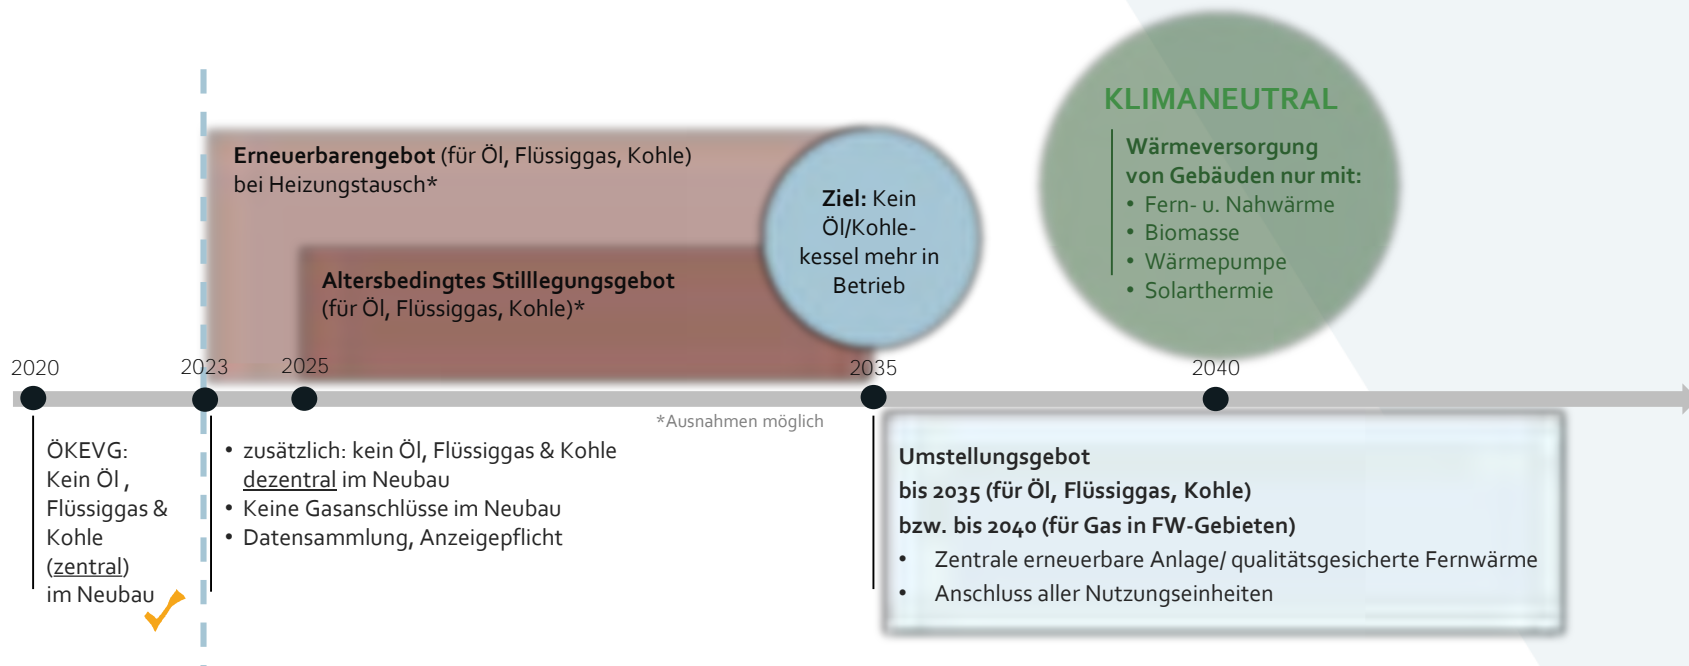 KLIMANEUTRAL
Wärmeversorgung
von Gebäuden nur mit:
• Fern- u. Nahwärme
• Biomasse
• Wärmepumpe
• Solarthermie
Erneuerbarengebot (für Öl, Flüssiggas, Kohle)
bei Heizungstausch*
Ziel: Kein
Öl/Kohle-
kessel mehr in
Betrieb
Altersbedingtes Stilllegungsgebot
(für Öl, Flüssiggas, Kohle)*
2020
2023
2025
2035
2040
*Ausnahmen möglich
ÖKEVG:
Kein Öl ,
Flüssiggas &
Kohle
(zentral)
im Neubau
• zusätzlich: kein Öl, Flüssiggas & Kohle
dezentral im Neubau
• Keine Gasanschlüsse im Neubau
• Datensammlung, Anzeigepflicht
Umstellungsgebot
bis 2035 (für Öl, Flüssiggas, Kohle)
bzw. bis 2040 (für Gas in FW-Gebieten)
• Zentrale erneuerbare Anlage/ qualitätsgesicherte Fernwärme
• Anschluss aller Nutzungseinheiten